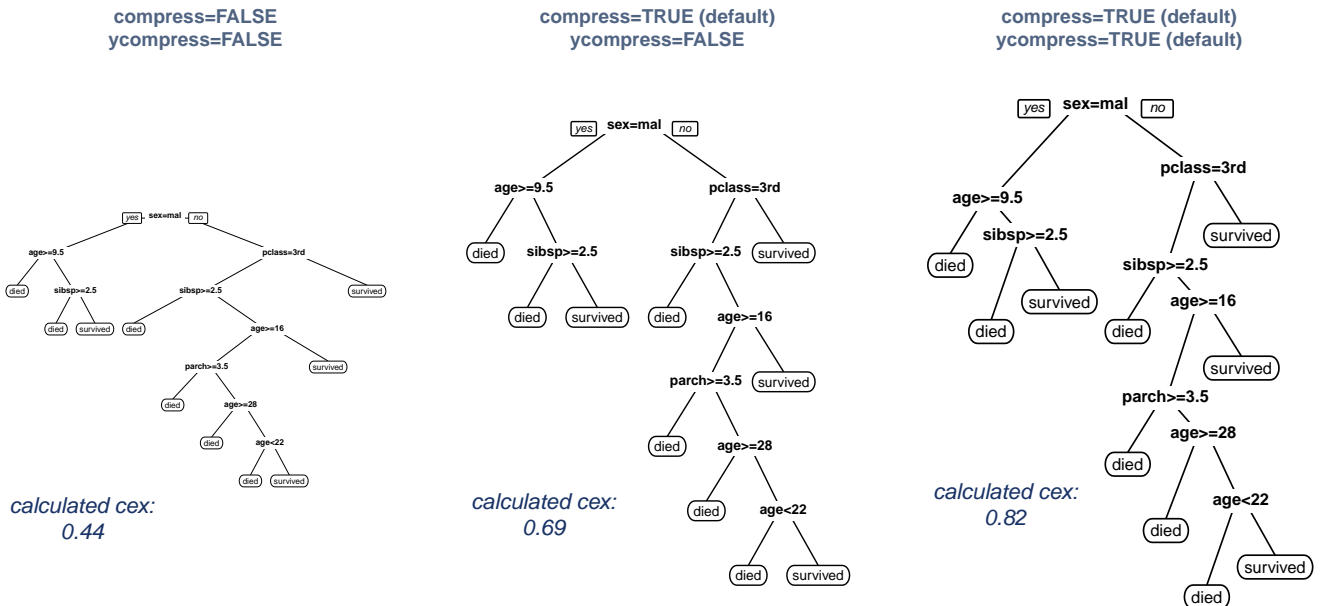 compress=FALSE
ycompress=FALSE
yes sex=mal no
age>=9.5 pclass=3rd
died sibsp>=2.5 sibsp>=2.5 survived
died survived died age>=16
parch>=3.5 survived
died age>=28
died age<22
died survived
calculated cex:
0.44
compress=TRUE (default)
ycompress=FALSE
yes sex=mal no
age>=9.5 pclass=3rd
died sibsp>=2.5 sibsp>=2.5 survived
died survived died age>=16
parch>=3.5 survived
died age>=28
died age<22
died survived
calculated cex:
0.69
compress=TRUE (default)
ycompress=TRUE (default)
yes sex=mal no
pclass=3rd
age>=9.5
sibsp>=2.5 survived
died sibsp>=2.5
survived age>=16
died died
survived
parch>=3.5
age>=28
died
age<22
died
survived
died
calculated cex:
0.82